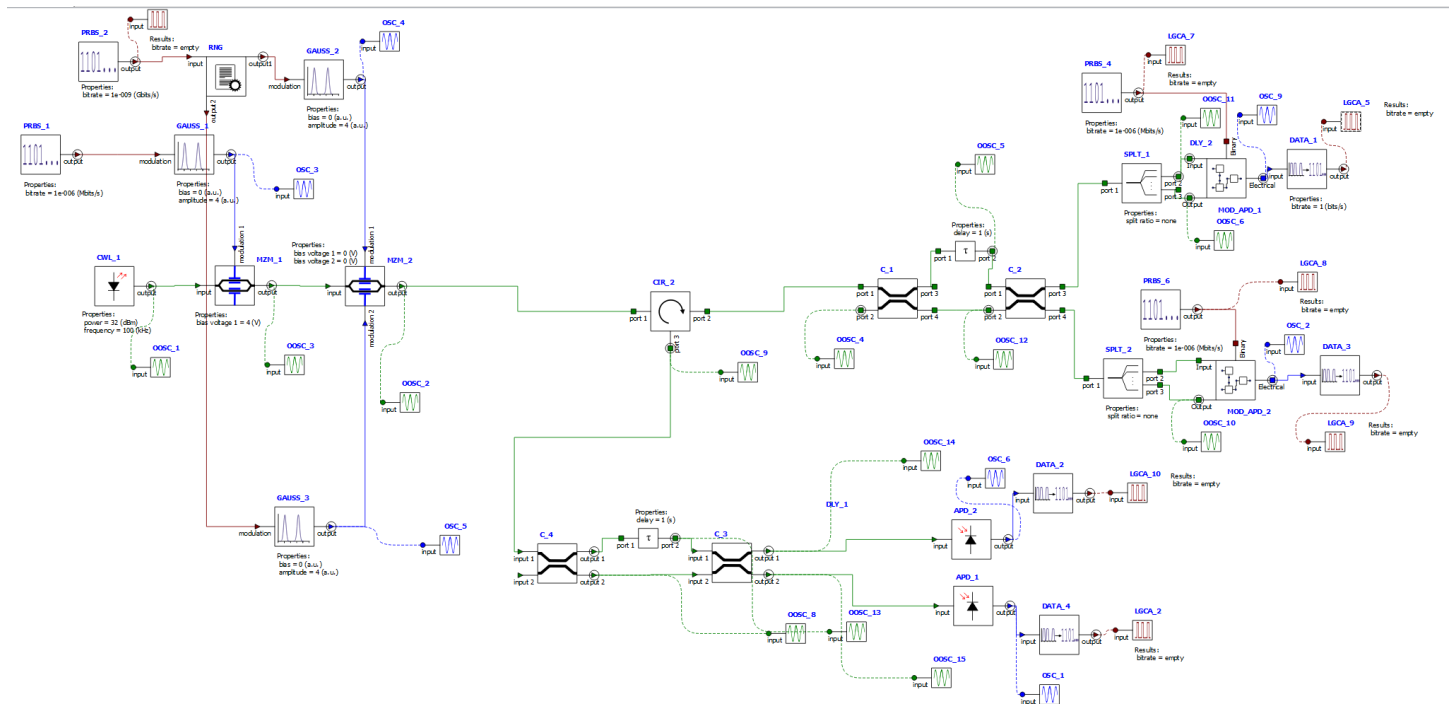 OSC_4
input
PRBS_2
output
Properties:
bitrate = 1e-009 (Gbits/s)
input
Results:
bitrate = empty
RNG
input
output1
output2
GAUSS_2
modulation
output
Properties:
bias = 0 (a.u.)
amplitude = 4 (a.u.)
PRBS_1
output
Properties:
bitrate = 1e-006 (Mbits/s)
GAUSS_1
modulation
output
Properties:
bias = 0 (a.u.)
amplitude = 4 (a.u.)
OSC_3
input
CWL_1
output
Properties:
power = 32 (dBm)
frequency = 100 (kHz)
OOSC_1
input
MZM_1
modulation 1
input
output
Properties:
bias voltage 1 = 4 (V)
OOSC_3
input
Properties:
bias voltage 1 = 0 (V)
bias voltage 2 = 0 (V)
MZM_2
modulation 1
modulation 2
input
output
OOSC_2
input
GAUSS_3
modulation
output
Properties:
bias = 0 (a.u.)
amplitude = 4 (a.u.)
OSC_5
input
CIR_2
port 1
port 2
port 3
OOSC_9
input
OOSC_5
input
Properties:
delay = 1 (s)
port 1
τ
port 2
C_1
port 1
port 2
port 3
port 4
C_2
port 1
port 2
port 3
port 4
OOSC_4
input
OOSC_12
input
LGCA_7
input
Results:
bitrate = empty
PRBS_4
output
Properties:
bitrate = 1e-006 (Mbits/s)
OOSC_11
input
OSC_9
input
LGCA_5
input
Results:
bitrate = empty
SPLT_1
port 1
port 2
port 3
Properties:
split ratio = none
DLY_2
Input
Output
Binary
Electrical
MOD_APD_1
DATA_1
input
output
Properties:
bitrate = 1 (bits/s)
OOSC_6
input
LGCA_8
input
Results:
bitrate = empty
PRBS_6
output
Properties:
bitrate = 1e-006 (Mbits/s)
OSC_2
input
SPLT_2
port 1
port 2
port 3
Properties:
split ratio = none
Input
Output
Binary
Electrical
MOD_APD_2
DATA_3
input
output
OOSC_10
input
LGCA_9
input
Results:
bitrate = empty
C_4
input 1
input 2
output 1
output 2
Properties:
delay = 1 (s)
port 1
τ
port 2
C_3
input 1
input 2
output 1
output 2
DLY_1
OOSC_14
input
OSC_6
input
APD_2
input
output
DATA_2
input
output
LGCA_10
input
Results:
bitrate = empty
APD_1
input
output
OOSC_8
input
OOSC_13
input
OOSC_15
input
DATA_4
input
output
LGCA_2
input
Results:
bitrate = empty
OSC_1
input